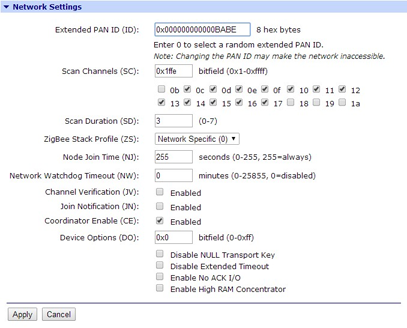 Network Settings
Extended PAN ID (ID): 0x000000000000BABE 8 hex bytes
Enter 0 to select a random extended PAN ID.
Note: Changing the PAN ID may make the network inaccessible.
Scan Channels (SC): 0x1ffe bitfield (0x1-0xffff)
0b 0c 0d 0e 0f 10 11 12
13 14 15 16 17 18 19 1a
Scan Duration (SD): 3 (0-7)
ZigBee Stack Profile (ZS): Network Specific (0)
Node Join Time (NJ): 255 seconds (0-255, 255=always)
Network Watchdog Timeout (NW): 0 minutes (0-25855, 0=disabled)
Channel Verification (JV): Enabled
Join Notification (JN): Enabled
Coordinator Enable (CE): Enabled
Device Options (DO): 0x0 bitfield (0-0xff)
Disable NULL Transport Key
Disable Extended Timeout
Enable No ACK I/O
Enable High RAM Concentrator
Apply Cancel